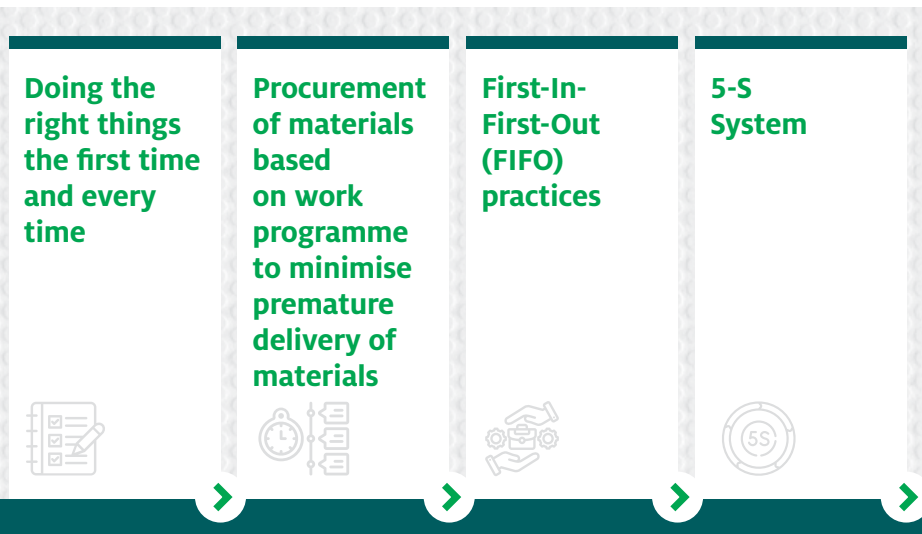 Doing the
right things
the first time
and every
time
Procurement
of materials
based
on work
programme
to minimise
premature
delivery of
materials
First-In-
First-Out
(FIFO)
practices
5-S
System
5S